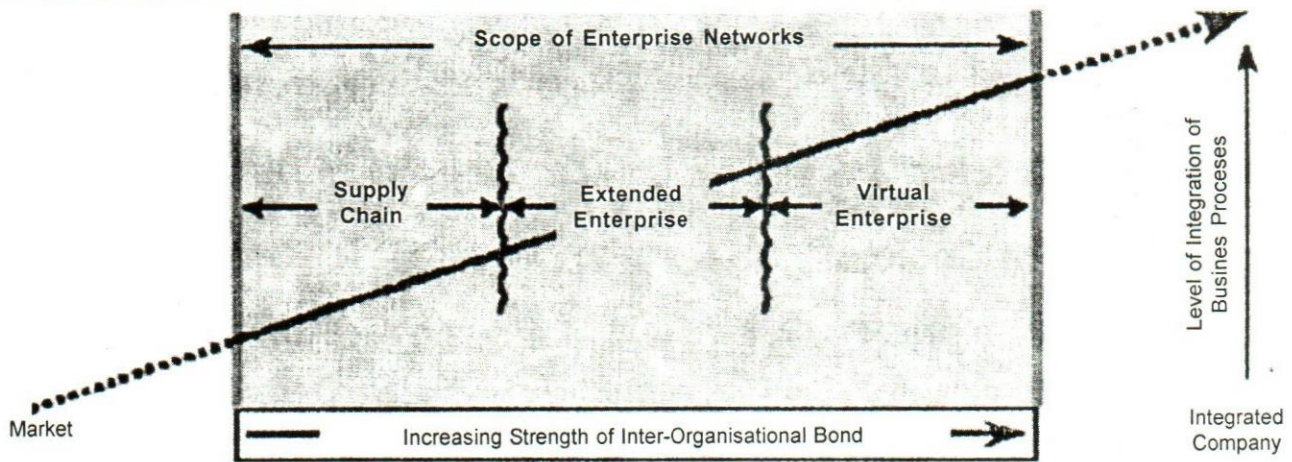 Scope of Enterprise Networks
Supply
Chain
Extended
Enterprise
Virtual
Enterprise
Level of Integration of
Busines Proceses
Market
Increasing Strength of Inter-Organisational Bond
Integrated
Company